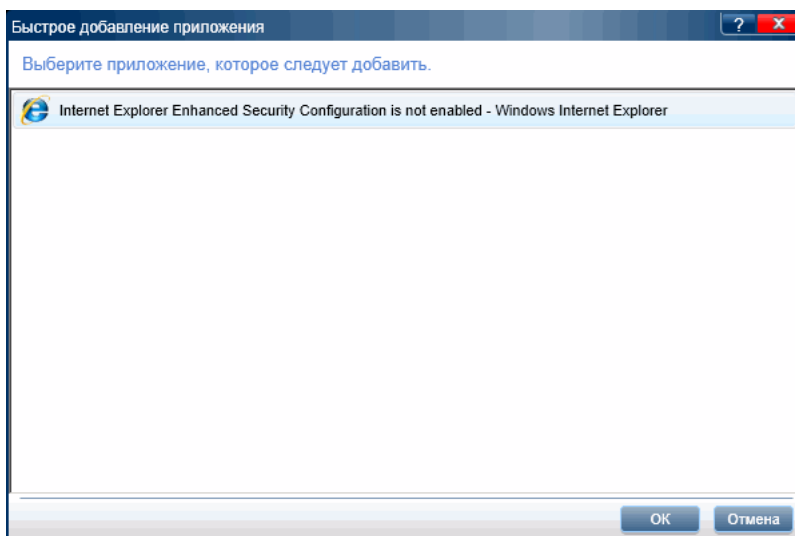 Быстрое добавление приложения
?
X
Выберите приложение, которое следует добавить.
Internet Explorer Enhanced Security Configuration is not enabled - Windows Internet Explorer
ОК
Отмена